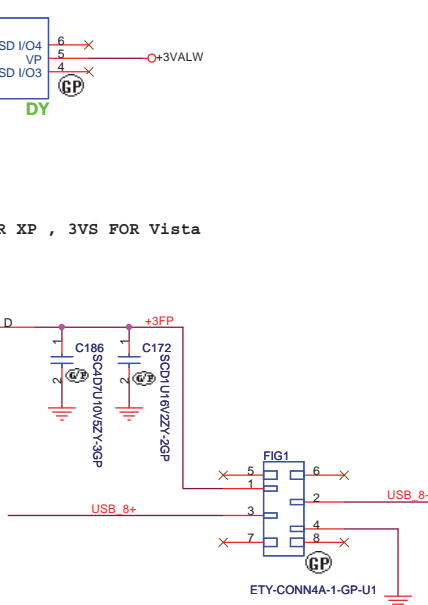 SD I/O4 6
VP 5 +3VALW
SD I/O3 4
GP
DY
R XP , 3VS FOR Vista
D +3FP
1 C186 1 C172
2 G/P 2 G/P
SSC4D7U10V5ZY-3GP
SCD1U16V2ZY-2GP
FIG1
5 6
1
2 USB_8-
USB_8+ 3
4
7 8
GP
ETY-CONN4A-1-GP-U1